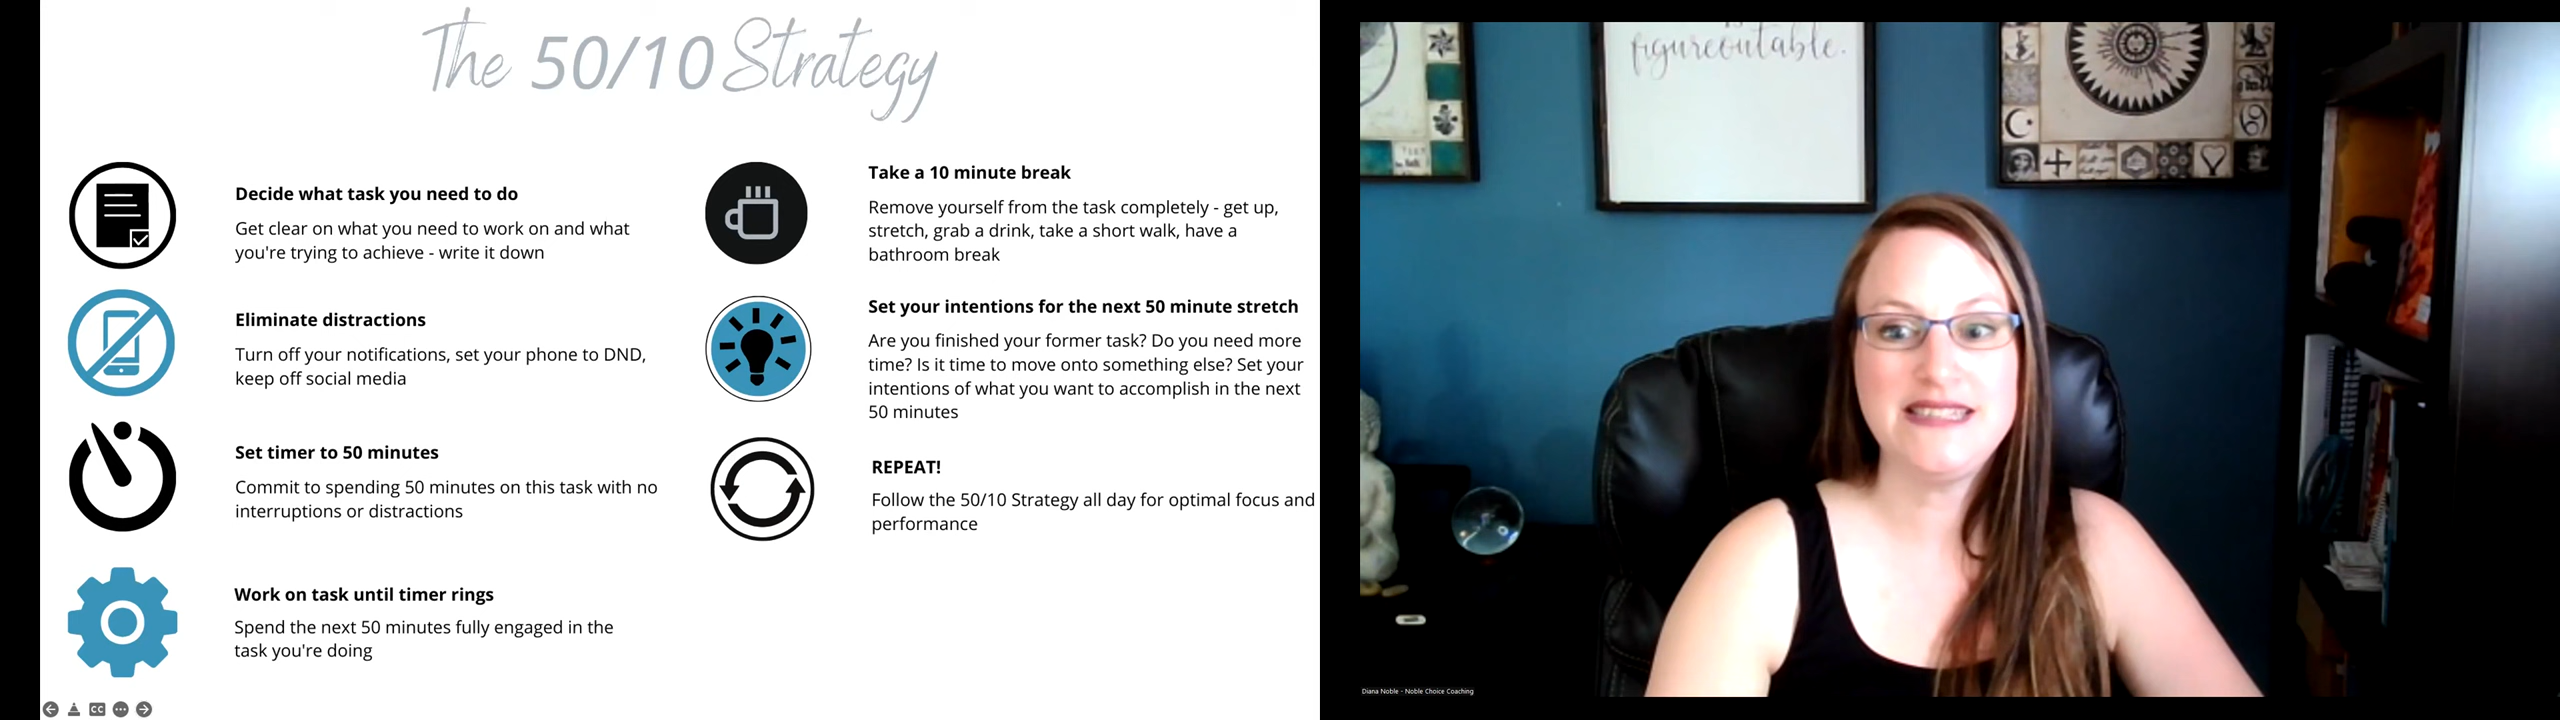 The 50/10 Strategy
Decide what task you need to do
Get clear on what you need to work on and what
you're trying to achieve - write it down
Eliminate distractions
Turn off your notifications, set your phone to DND,
keep off social media
Set timer to 50 minutes
Commit to spending 50 minutes on this task with no
interruptions or distractions
Work on task until timer rings
Spend the next 50 minutes fully engaged in the
task you're doing
Take a 10 minute break
Remove yourself from the task completely - get up,
stretch, grab a drink, take a short walk, have a
bathroom break
Set your intentions for the next 50 minute stretch
Are you finished your former task? Do you need more
time? Is it time to move onto something else? Set your
intentions of what you want to accomplish in the next
50 minutes
REPEAT!
Follow the 50/10 Strategy all day for optimal focus and
performance
CC
figureoutable.
Diana Noble - Noble Choice Coaching